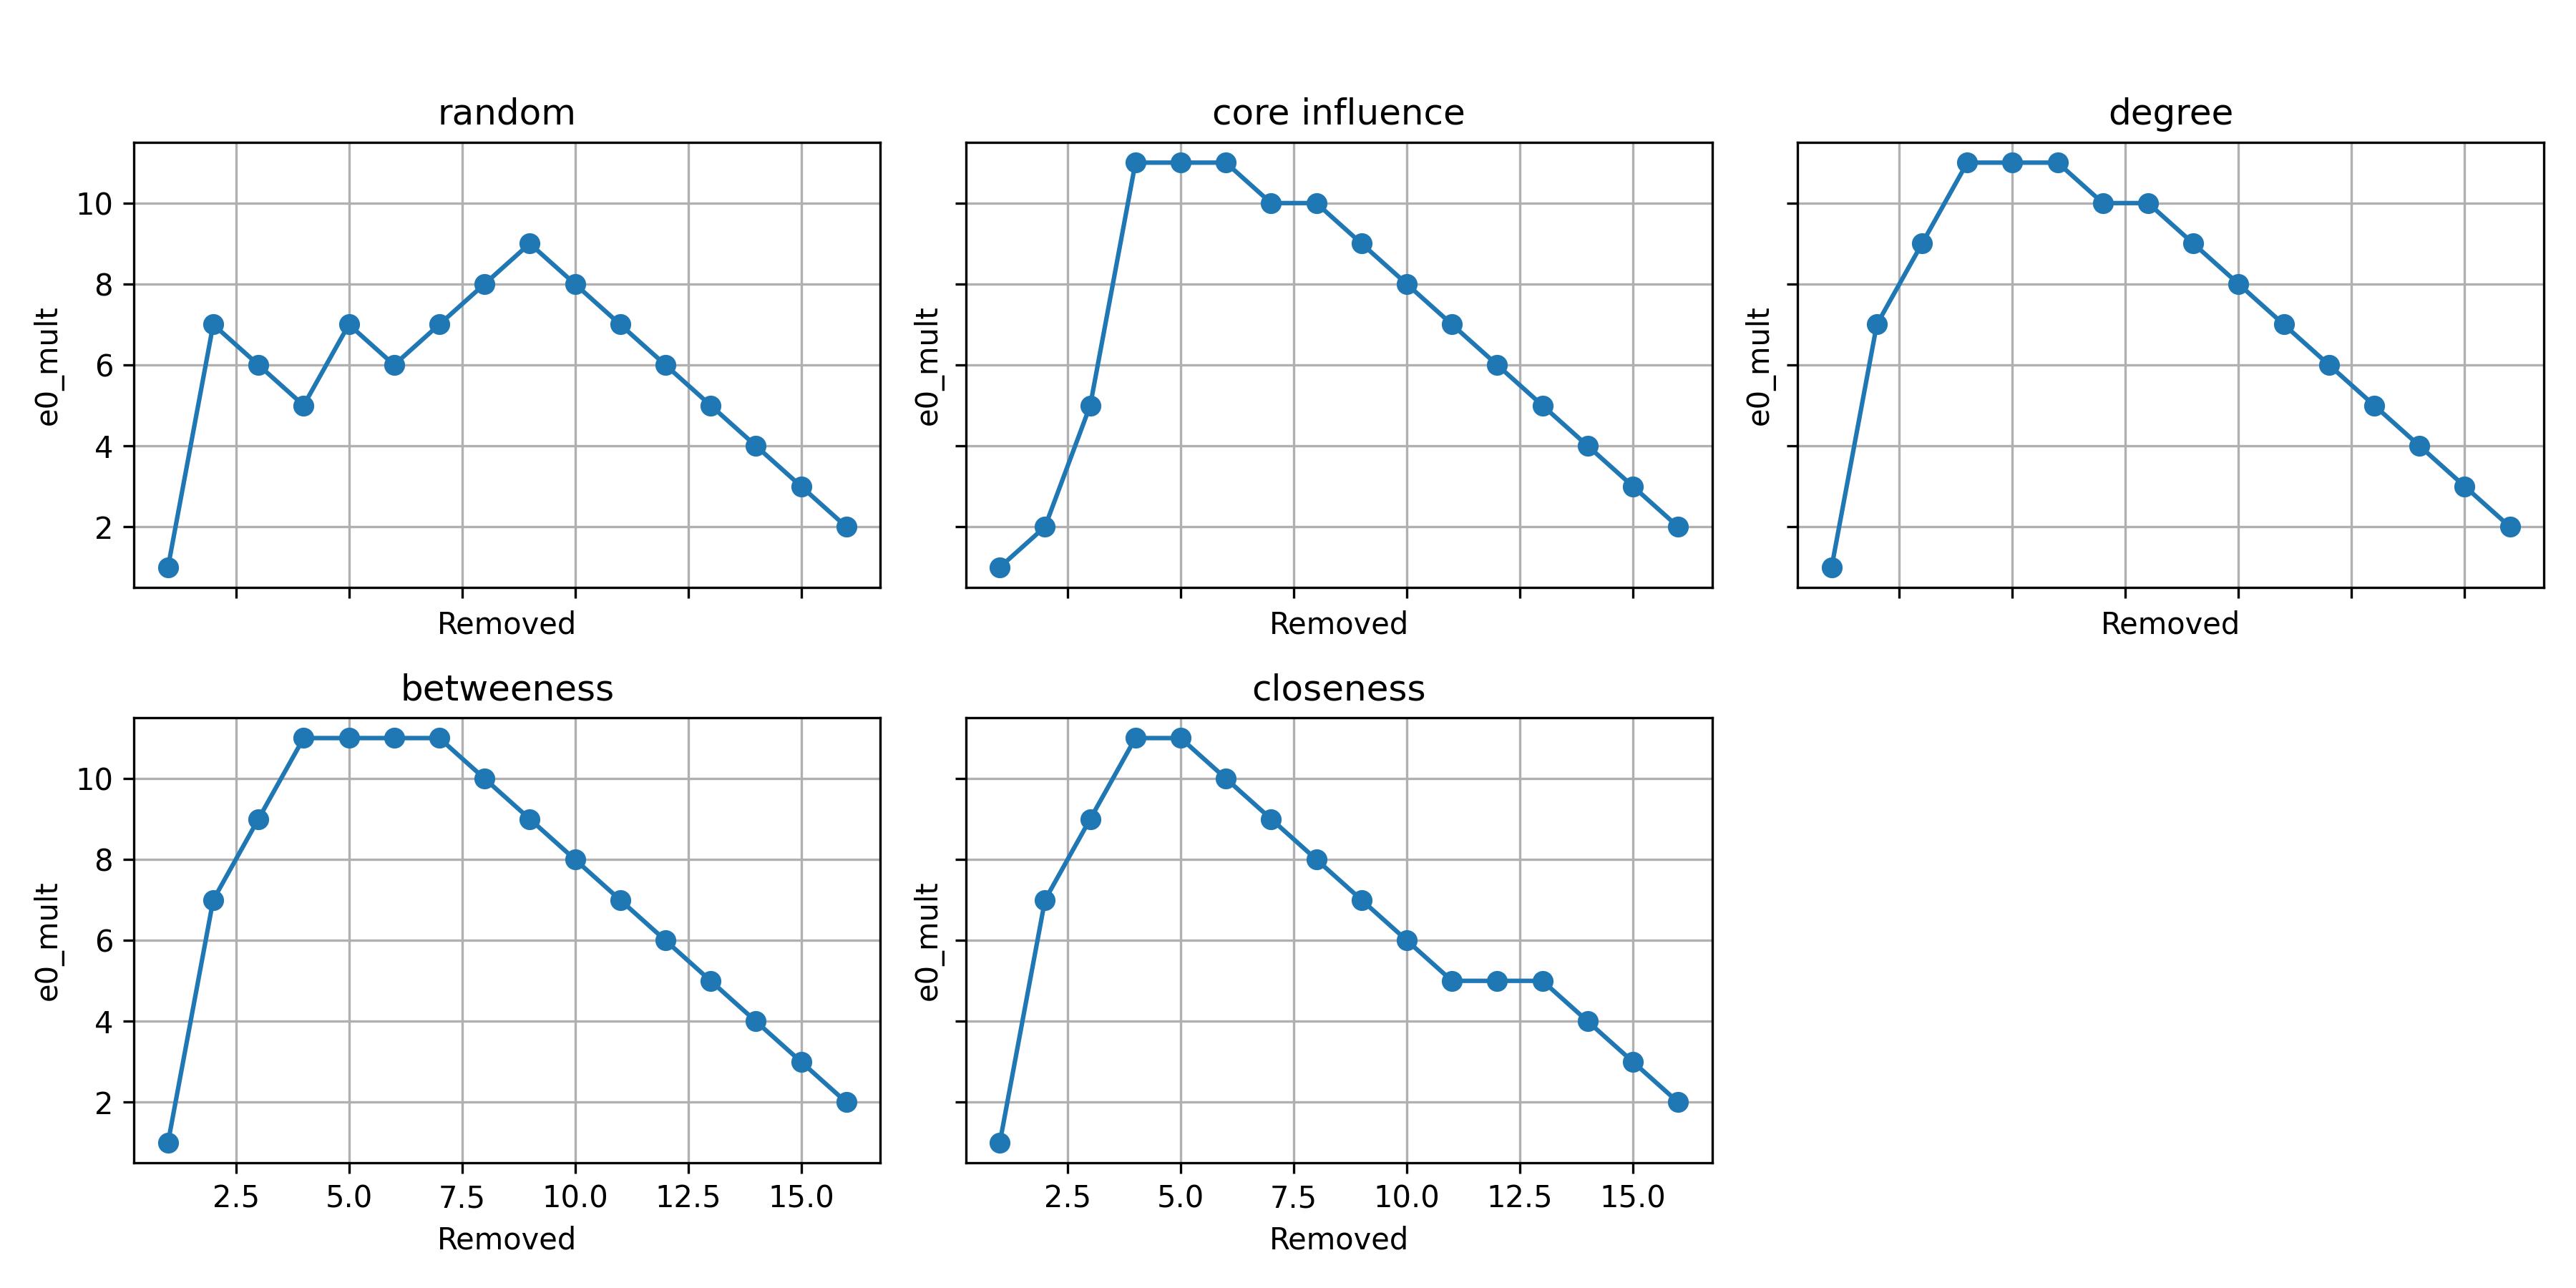 random
10
8
6
4
2
e0_mult
Removed
core influence
e0_mult
Removed
degree
e0_mult
Removed
betweeness
10
8
6
4
2
e0_mult
2.5 5.0 7.5 10.0 12.5 15.0
Removed
closeness
e0_mult
2.5 5.0 7.5 10.0 12.5 15.0
Removed